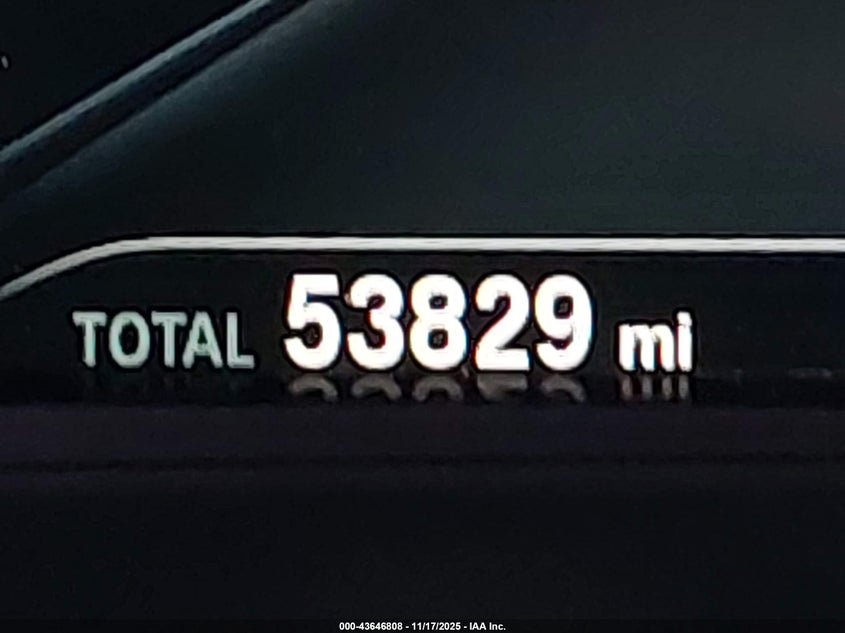 TOTAL 53829 mi
000-43646808 - 11/17/2025 - IAA Inc.